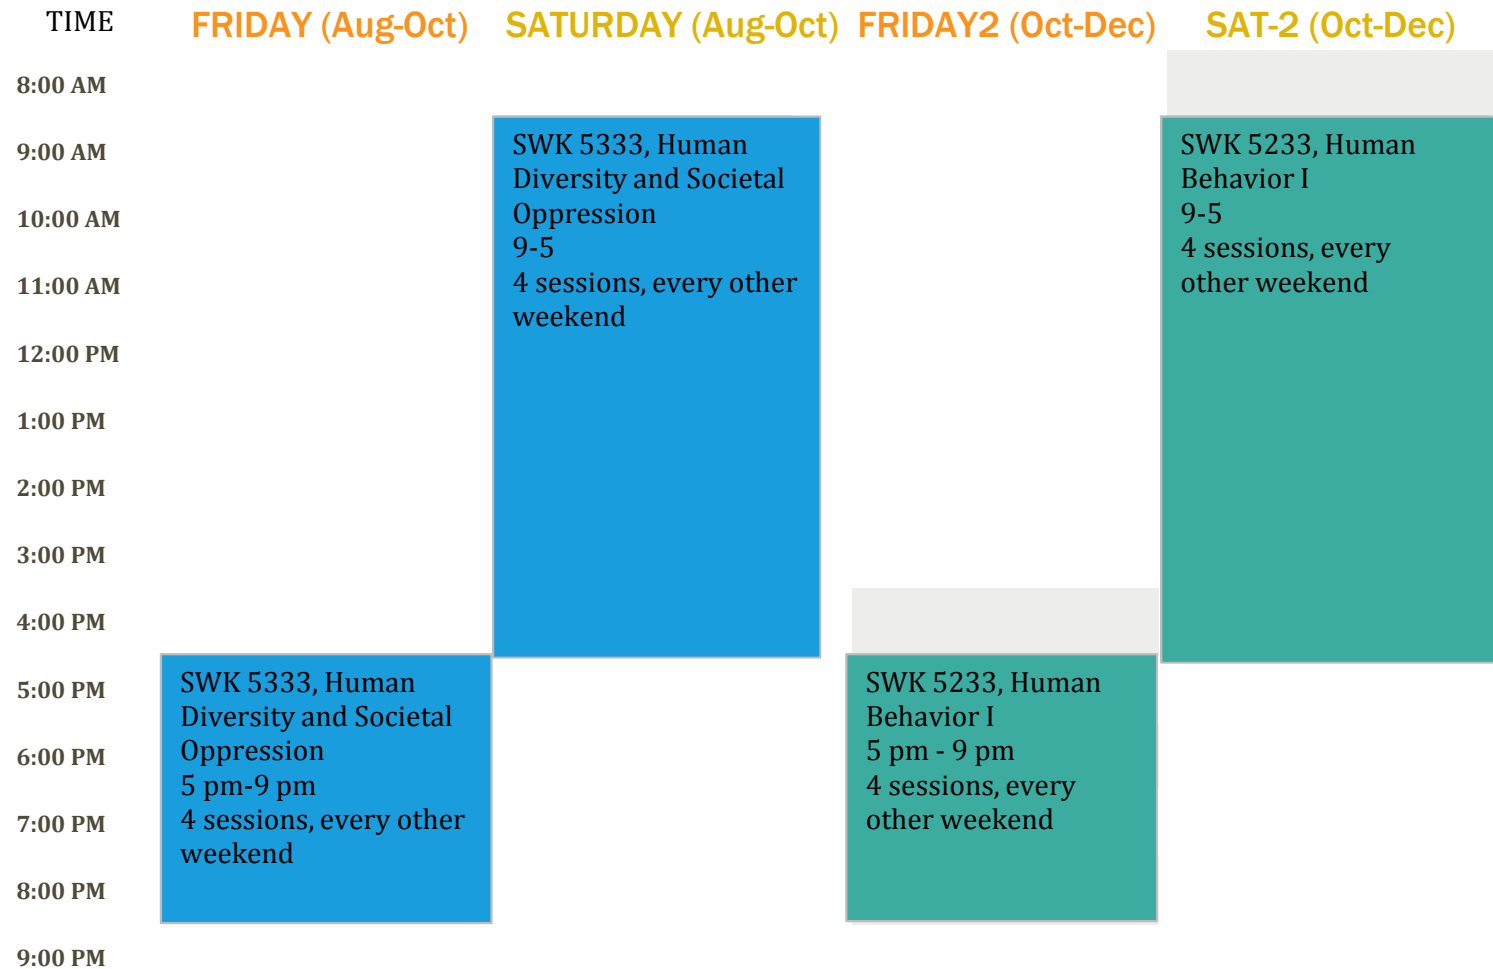 TIME
FRIDAY (Aug-Oct)
SATURDAY (Aug-Oct)
FRIDAY2 (Oct-Dec)
SAT-2 (Oct-Dec)
8:00 AM
9:00 AM
10:00 AM
11:00 AM
12:00 PM
1:00 PM
2:00 PM
3:00 PM
4:00 PM
5:00 PM
6:00 PM
7:00 PM
8:00 PM
9:00 PM
SWK 5333, Human
Diversity and Societal
Oppression
5 pm-9 pm
4 sessions, every other
weekend
SWK 5333, Human
Diversity and Societal
Oppression
9-5
4 sessions, every other
weekend
SWK 5233, Human
Behavior I
5 pm - 9 pm
4 sessions, every
other weekend
SWK 5233, Human
Behavior I
9-5
4 sessions, every
other weekend